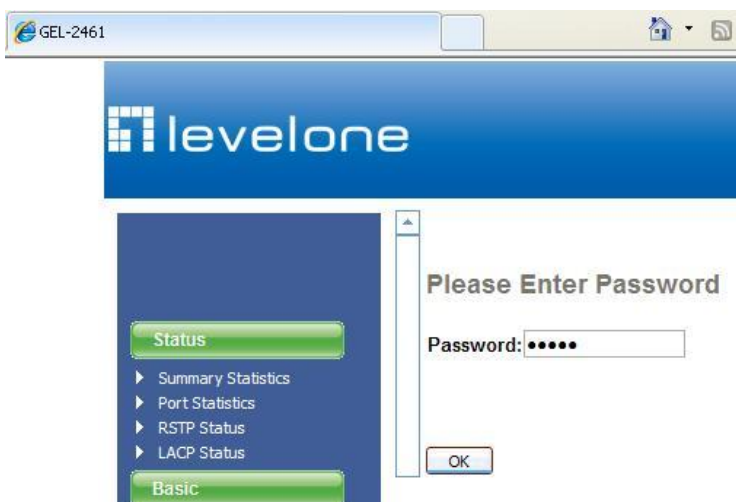 GEL-2461
levelone
Please Enter Password
Password: •••••
OK
Status
Summary Statistics
Port Statistics
RSTP Status
LACP Status
Basic